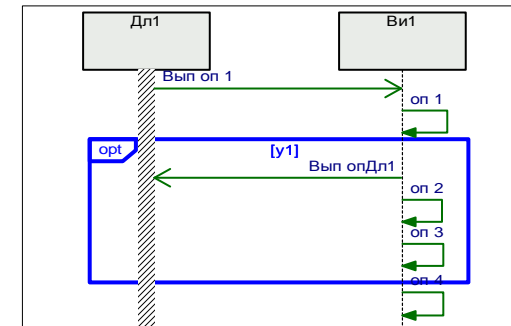 Дл1
Ви1
Вып оп 1
оп 1
opt
[у1]
Вып опДл1
оп 2
оп 3
оп 4